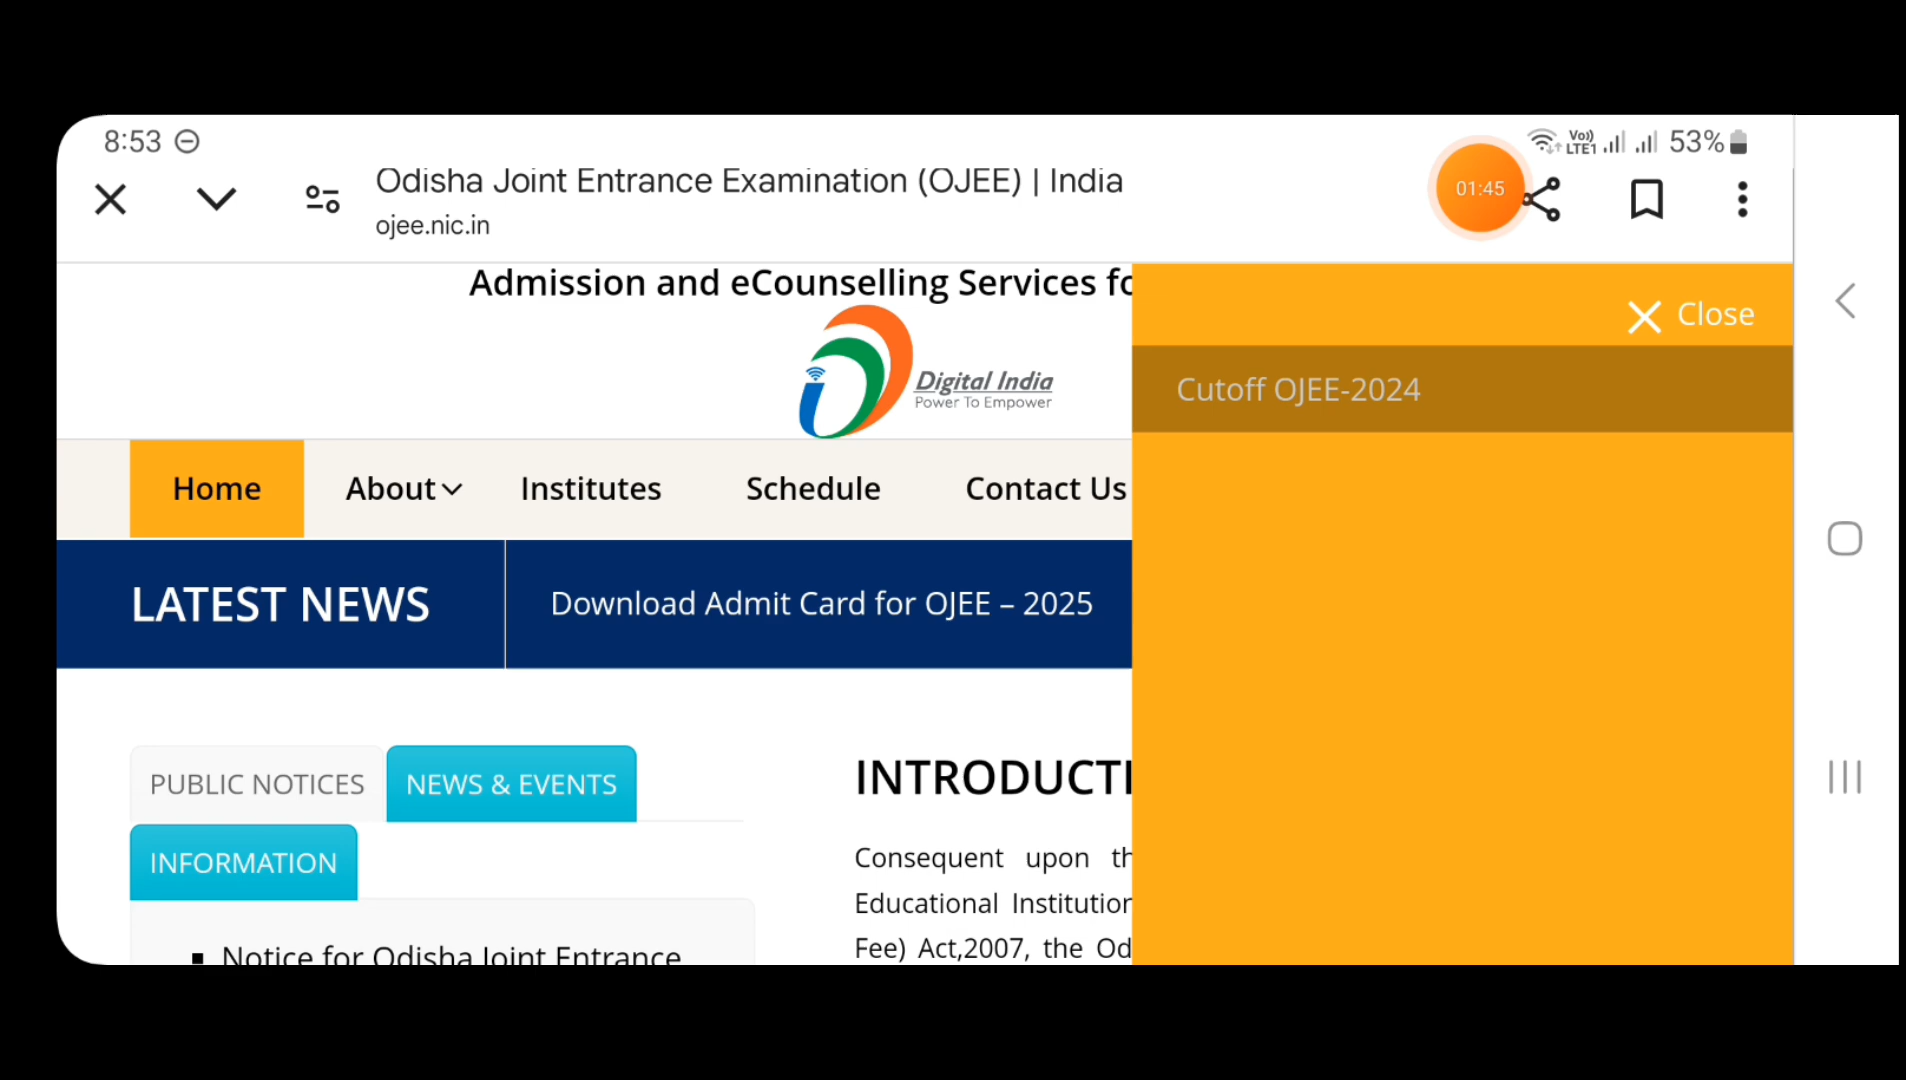 8:53
Vo)) LTE1 53%
Odisha Joint Entrance Examination (OJEE) | India
ojee.nic.in
01:45
Admission and eCounselling Services
Close
Digital India
Power To Empower
Cutoff OJEE-2024
Home About Institutes Schedule Contact Us
LATEST NEWS
Download Admit Card for OJEE – 2025
PUBLIC NOTICES NEWS & EVENTS
INFORMATION
INTRODUCTI
Consequent upon th
Educational Institution
Fee) Act,2007, the Od
Notice for Odisha Joint Entrance